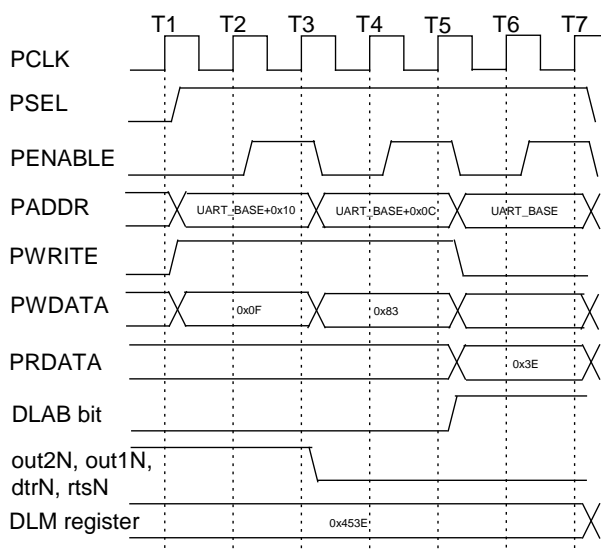 T1 T2 T3 T4 T5 T6 T7
PCLK
PSEL
PENABLE
PADDR UART_BASE+0x10 UART_BASE+0x0C UART_BASE
PWRITE
PWDATA 0x0F 0x83
PRDATA 0x3E
DLAB bit
out2N, out1N,
dtrN, rtsN
DLM register 0x453E